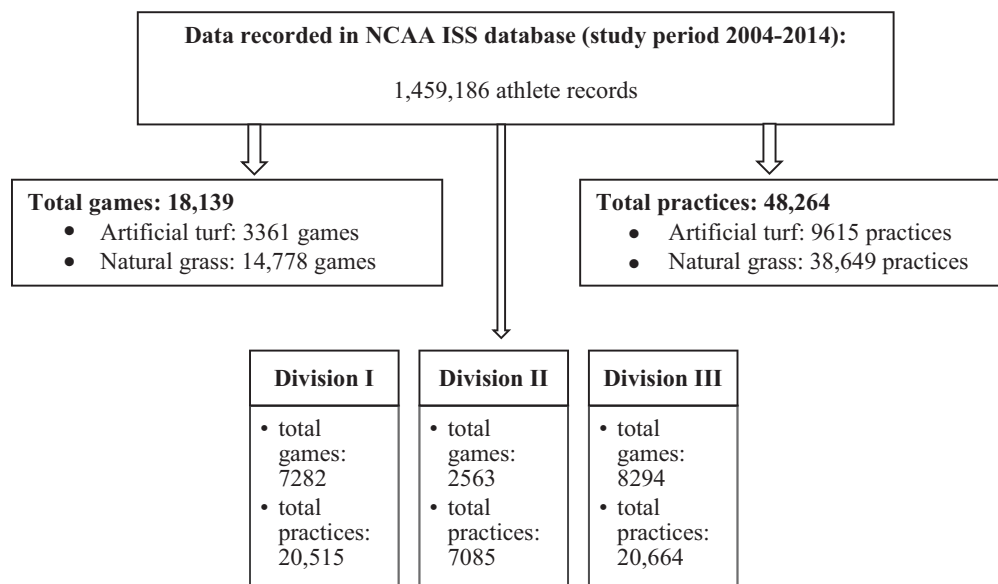 Data recorded in NCAA ISS database (study period 2004-2014):
1,459,186 athlete records
Total games: 18,139
• Artificial turf: 3361 games
• Natural grass: 14,778 games
Total practices: 48,264
• Artificial turf: 9615 practices
• Natural grass: 38,649 practices
Division I
• total
games:
7282
• total
practices:
20,515
Division II
• total
games:
2563
• total
practices:
7085
Division III
• total
games:
8294
• total
practices:
20,664